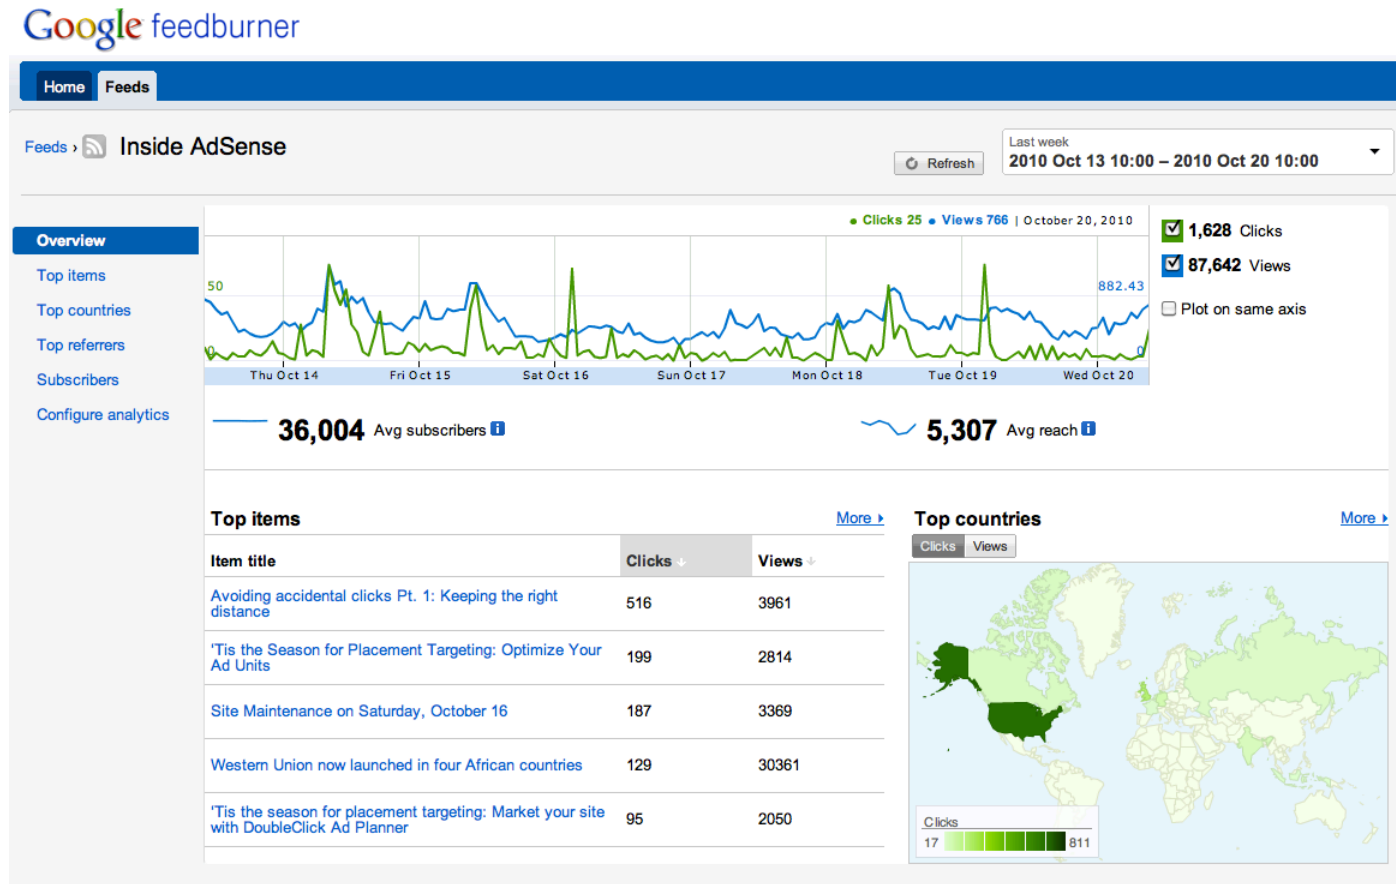 Google feedburner
Home Feeds
Feeds › Inside AdSense
Refresh
Last week
2010 Oct 13 10:00 – 2010 Oct 20 10:00
Overview
Top items
Top countries
Top referrers
Subscribers
Configure analytics
Clicks 25 Views 766 | October 20, 2010
50
882.43
0
0
Thu Oct 14 Fri Oct 15 Sat Oct 16 Sun Oct 17 Mon Oct 18 Tue Oct 19 Wed Oct 20
1,628 Clicks
87,642 Views
Plot on same axis
36,004 Avg subscribers i
5,307 Avg reach i
Top items More
Item title Clicks Views
Avoiding accidental clicks Pt. 1: Keeping the right
distance
516 3961
'Tis the Season for Placement Targeting: Optimize Your
Ad Units
199 2814
Site Maintenance on Saturday, October 16 187 3369
Western Union now launched in four African countries 129 30361
'Tis the season for placement targeting: Market your site
with DoubleClick Ad Planner
95 2050
Top countries More
Clicks Views
Clicks
17 811